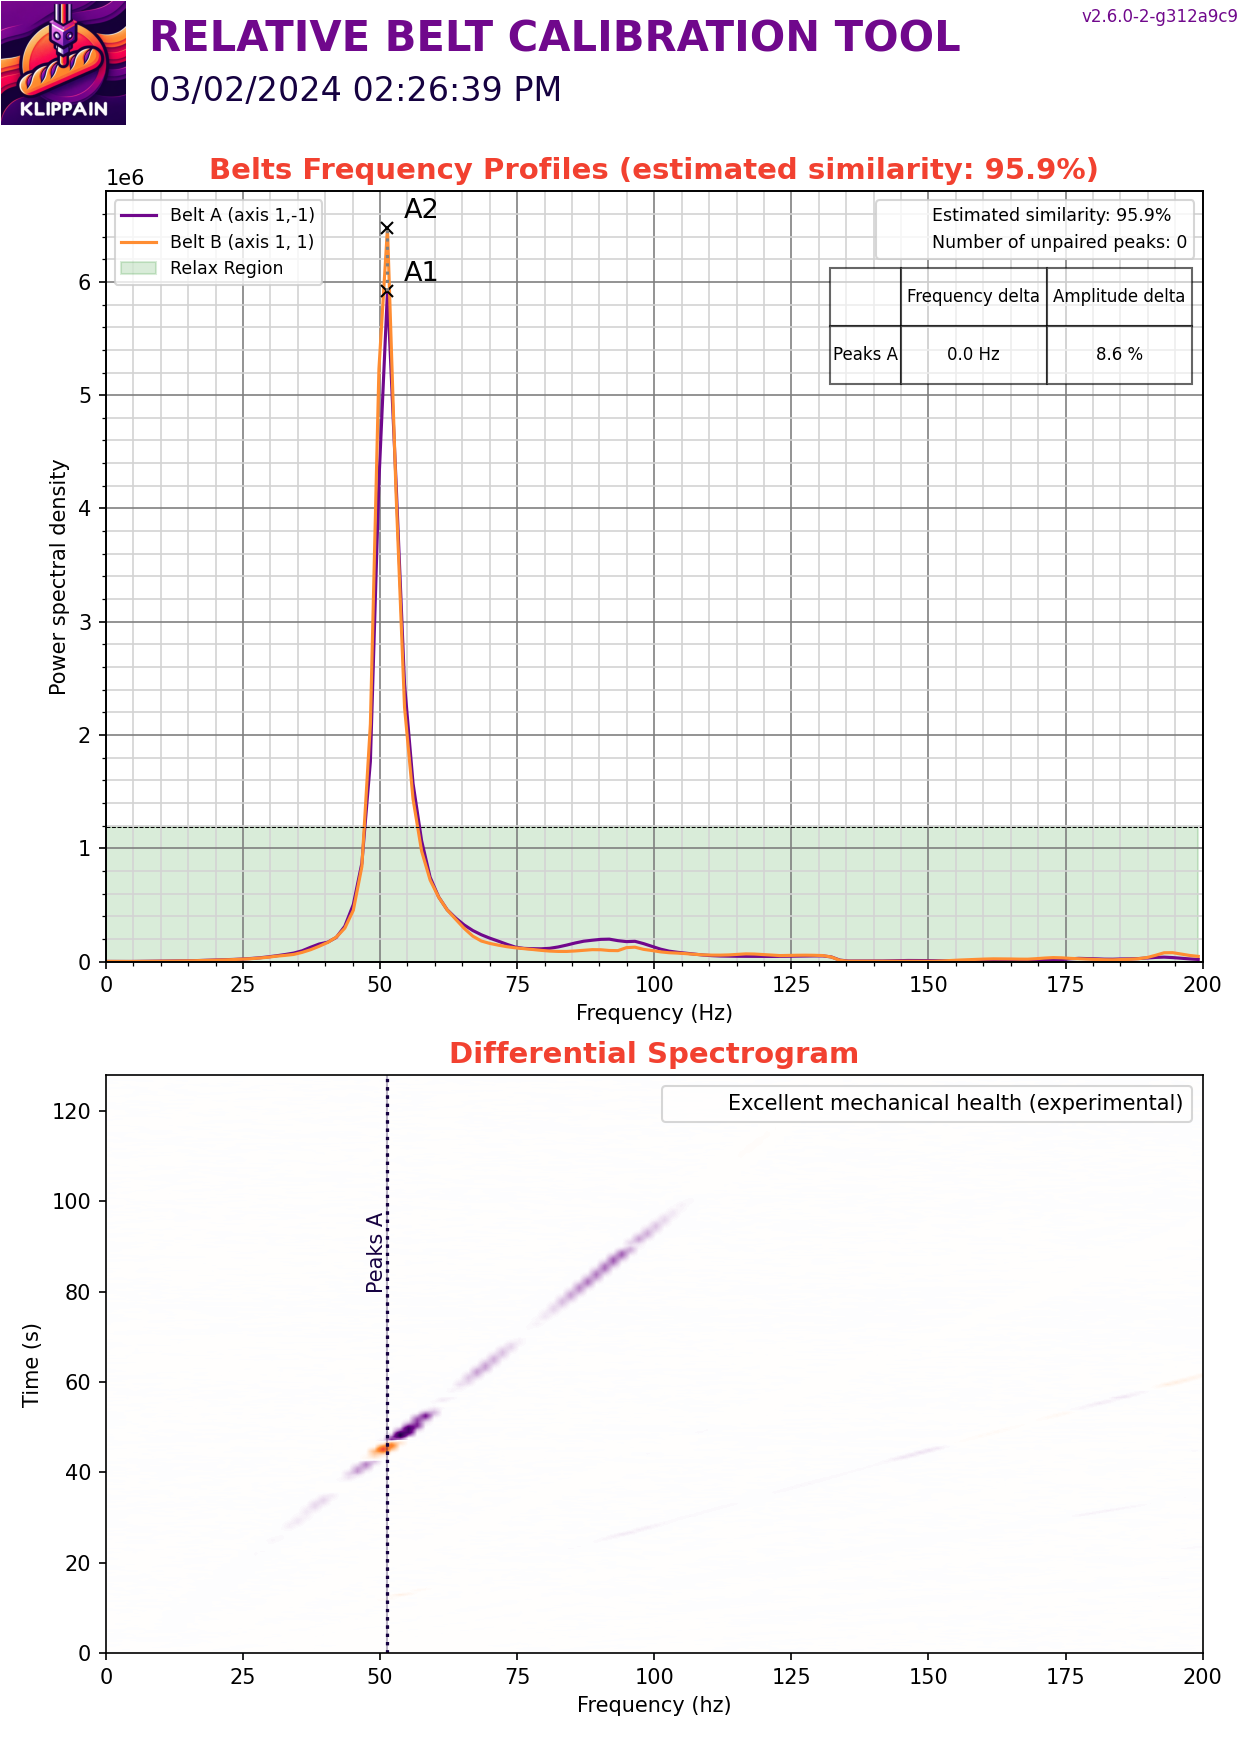 v2.6.0-2-g312a9c9
RELATIVE BELT CALIBRATION TOOL
03/02/2024 02:26:39 PM
KLIPPAIN
Belts Frequency Profiles (estimated similarity: 95.9%)
1e6
Belt A (axis 1,-1)
Belt B (axis 1, 1)
Relax Region
A2
A1
Estimated similarity: 95.9%
Number of unpaired peaks: 0
Frequency delta Amplitude delta
Peaks A 0.0 Hz 8.6 %
Power spectral density
6
5
4
3
2
1
0
0 25 50 75 100 125 150 175 200
Frequency (Hz)
Differential Spectrogram
Excellent mechanical health (experimental)
Peaks A
Time (s)
120
100
80
60
40
20
0
0 25 50 75 100 125 150 175 200
Frequency (hz)